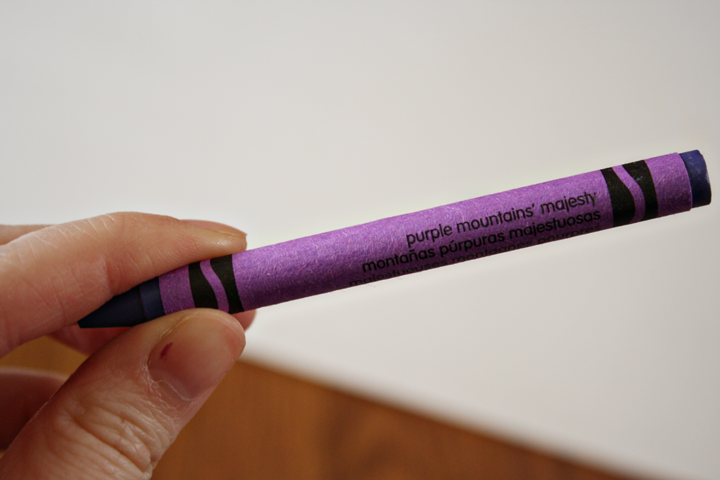 purple mountains' majesty
montañas púrpuras majestuosas